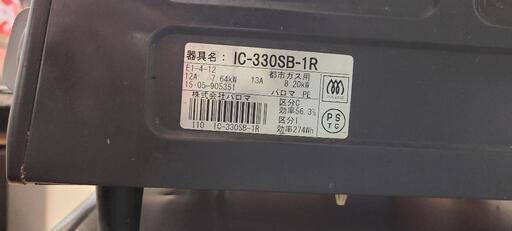 器具名: IC-330SB-1R
E1-4-12 都市ガス用
12A 7.64kW 13A 8.20kW
15・05-905351 パロマ PE
株式会社パロマ 区分C
効率56.3%
区分I
110 IC-330SB-1R 効率274Wh
PS
TG